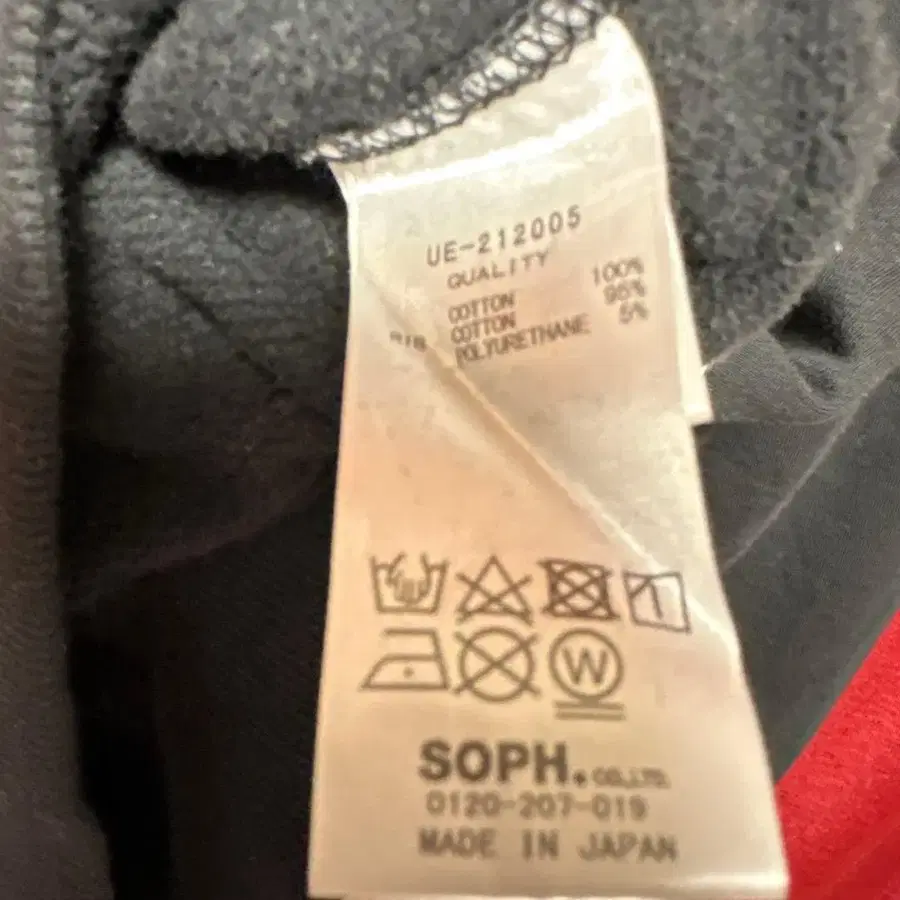 UE-212005
QUALITY
COTTON 100%
RIB COTTON 95%
POLYURETHANE 5%
W
SOPH. CO.,LTD.
0120-207-019
MADE IN JAPAN